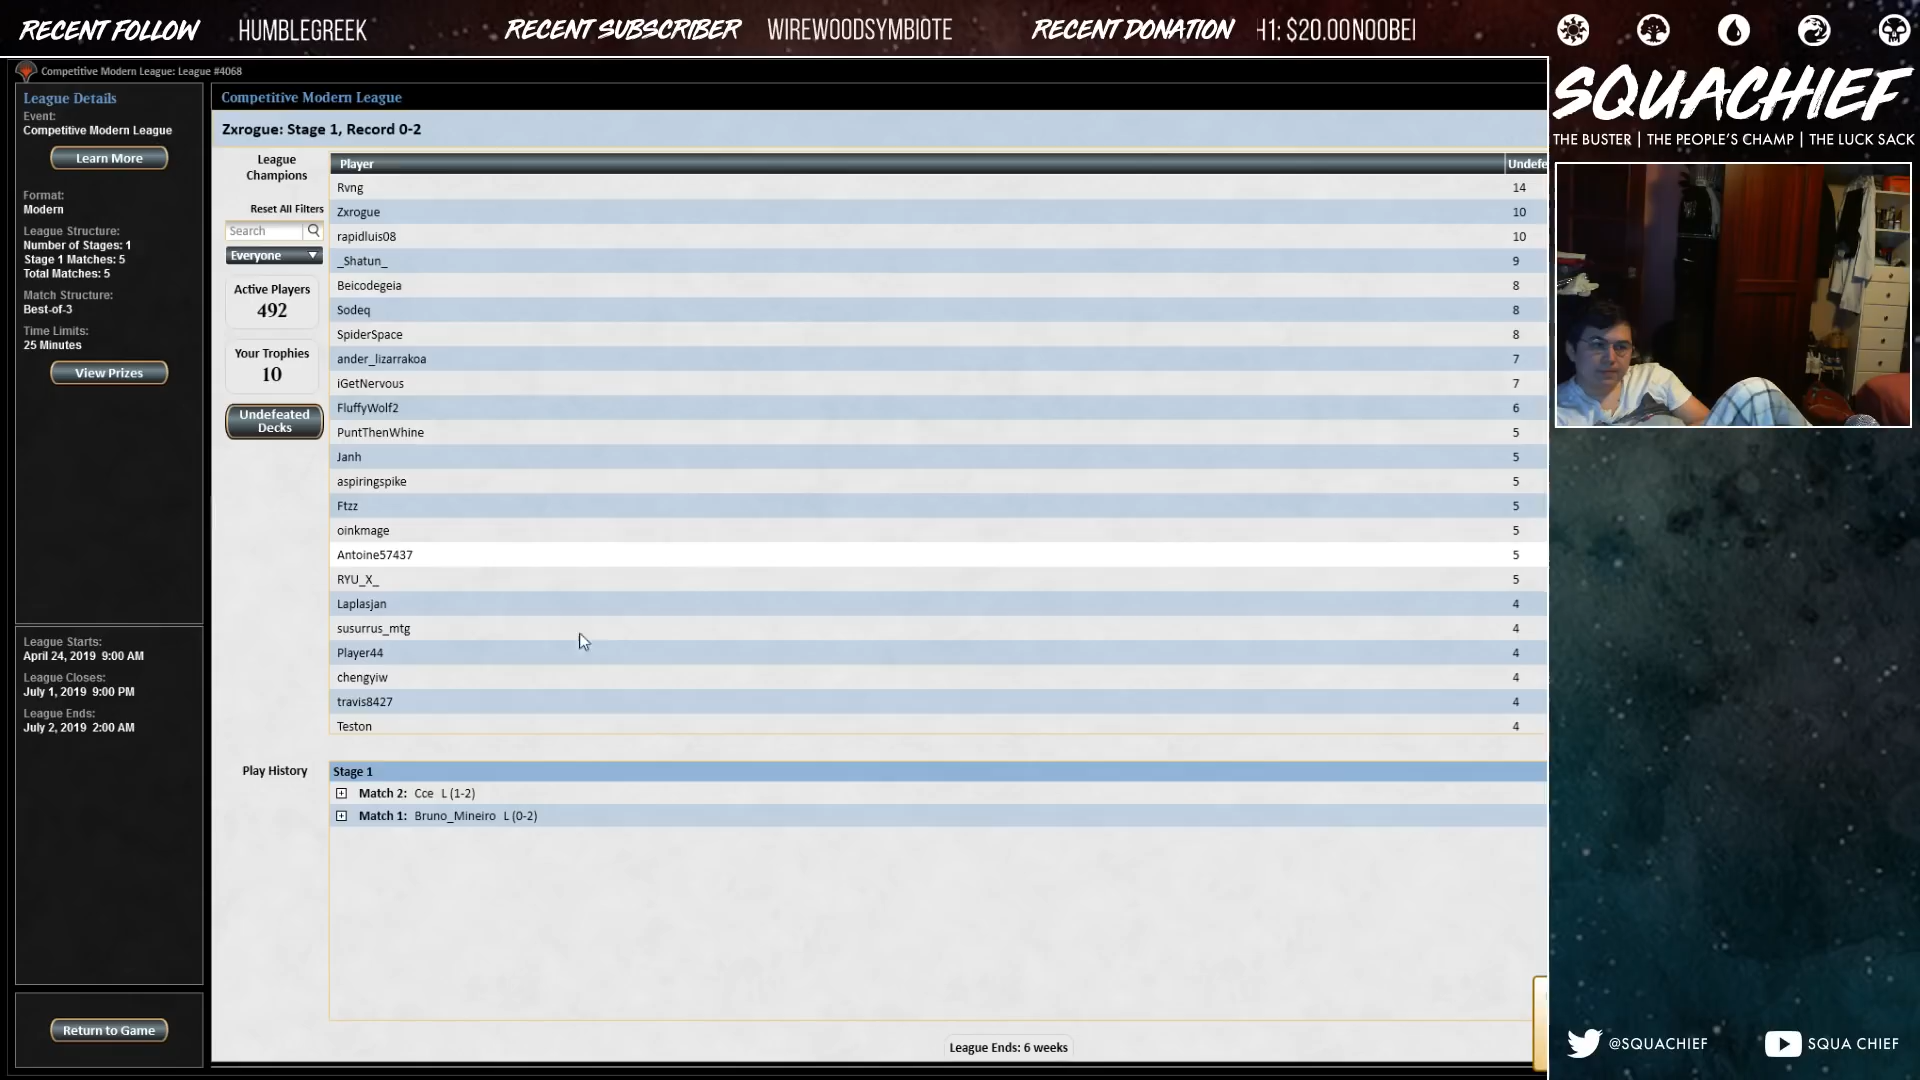 RECENT FOLLOW HUMBLEGREEK RECENT SUBSCRIBER WIREWOODSYMBIOTE RECENT DONATION H1: $20.00 NOOBEI
Competitive Modern League: League #4068
SQUACHIEF
THE BUSTER | THE PEOPLE'S CHAMP | THE LUCK SACK
League Details
Event:
Competitive Modern League
Learn More
Format:
Modern
League Structure:
Number of Stages: 1
Stage 1 Matches: 5
Total Matches: 5
Match Structure:
Best-of-3
Time Limits:
25 Minutes
View Prizes
League Starts:
April 24, 2019 9:00 AM
League Closes:
July 1, 2019 9:00 PM
League Ends:
July 2, 2019 2:00 AM
Return to Game
Competitive Modern League
Zxrogue: Stage 1, Record 0-2
League
Champions
Reset All Filters
Search
Everyone
Active Players
492
Your Trophies
10
Undefeated
Decks
Player Undefe
Rvng 14
Zxrogue 10
rapidluis08 10
_Shatun_ 9
Beicodegeia 8
Sodeq 8
SpiderSpace 8
ander_lizarrakoa 7
iGetNervous 7
FluffyWolf2 6
PuntThenWhine 5
Janh 5
aspiringspike 5
Ftzz 5
oinkmage 5
Antoine57437 5
RYU_X_ 5
Laplasjan 4
susurrus_mtg 4
Player44 4
chengyiw 4
travis8427 4
Teston 4
Play History
Stage 1
Match 2: Cce L (1-2)
Match 1: Bruno_Mineiro L (0-2)
League Ends: 6 weeks
@SQUACHIEF SQUA CHIEF